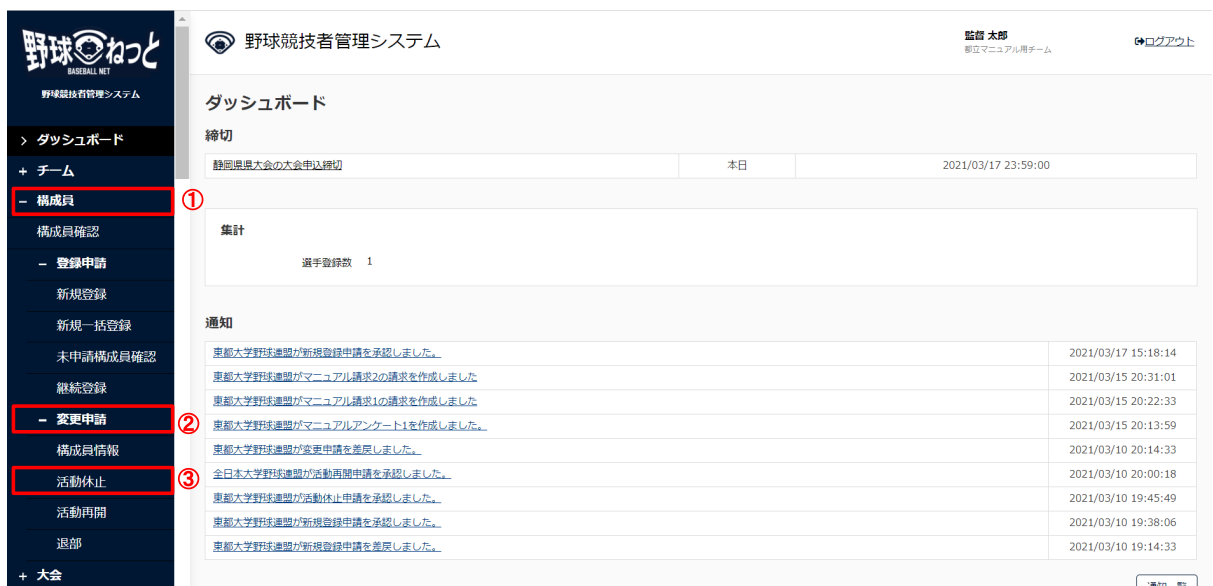 野球ねっと
BASEBALL NET
野球競技者管理システム
> ダッシュボード
+ チーム
− 構成員
①
構成員確認
− 登録申請
新規登録
新規一括登録
未申請構成員確認
継続登録
− 変更申請
②
構成員情報
活動休止
③
活動再開
退部
+ 大会
野球競技者管理システム
監督 太郎
都立マニュアル用チーム
ログアウト
ダッシュボード
締切
静岡県県大会の大会申込締切 本日 2021/03/17 23:59:00
集計
選手登録数 1
通知
東都大学野球連盟が新規登録申請を承認しました。 2021/03/17 15:18:14
東都大学野球連盟がマニュアル請求2の請求を作成しました 2021/03/15 20:31:01
東都大学野球連盟がマニュアル請求1の請求を作成しました 2021/03/15 20:22:33
東都大学野球連盟がマニュアルアンケート1を作成しました。 2021/03/15 20:13:59
東都大学野球連盟が変更申請を差戻しました。 2021/03/10 20:14:33
全日本大学野球連盟が活動再開申請を承認しました。 2021/03/10 20:00:18
東都大学野球連盟が活動休止申請を承認しました。 2021/03/10 19:45:49
東都大学野球連盟が新規登録申請を承認しました。 2021/03/10 19:38:06
東都大学野球連盟が新規登録申請を差戻しました。 2021/03/10 19:14:33
通知一覧